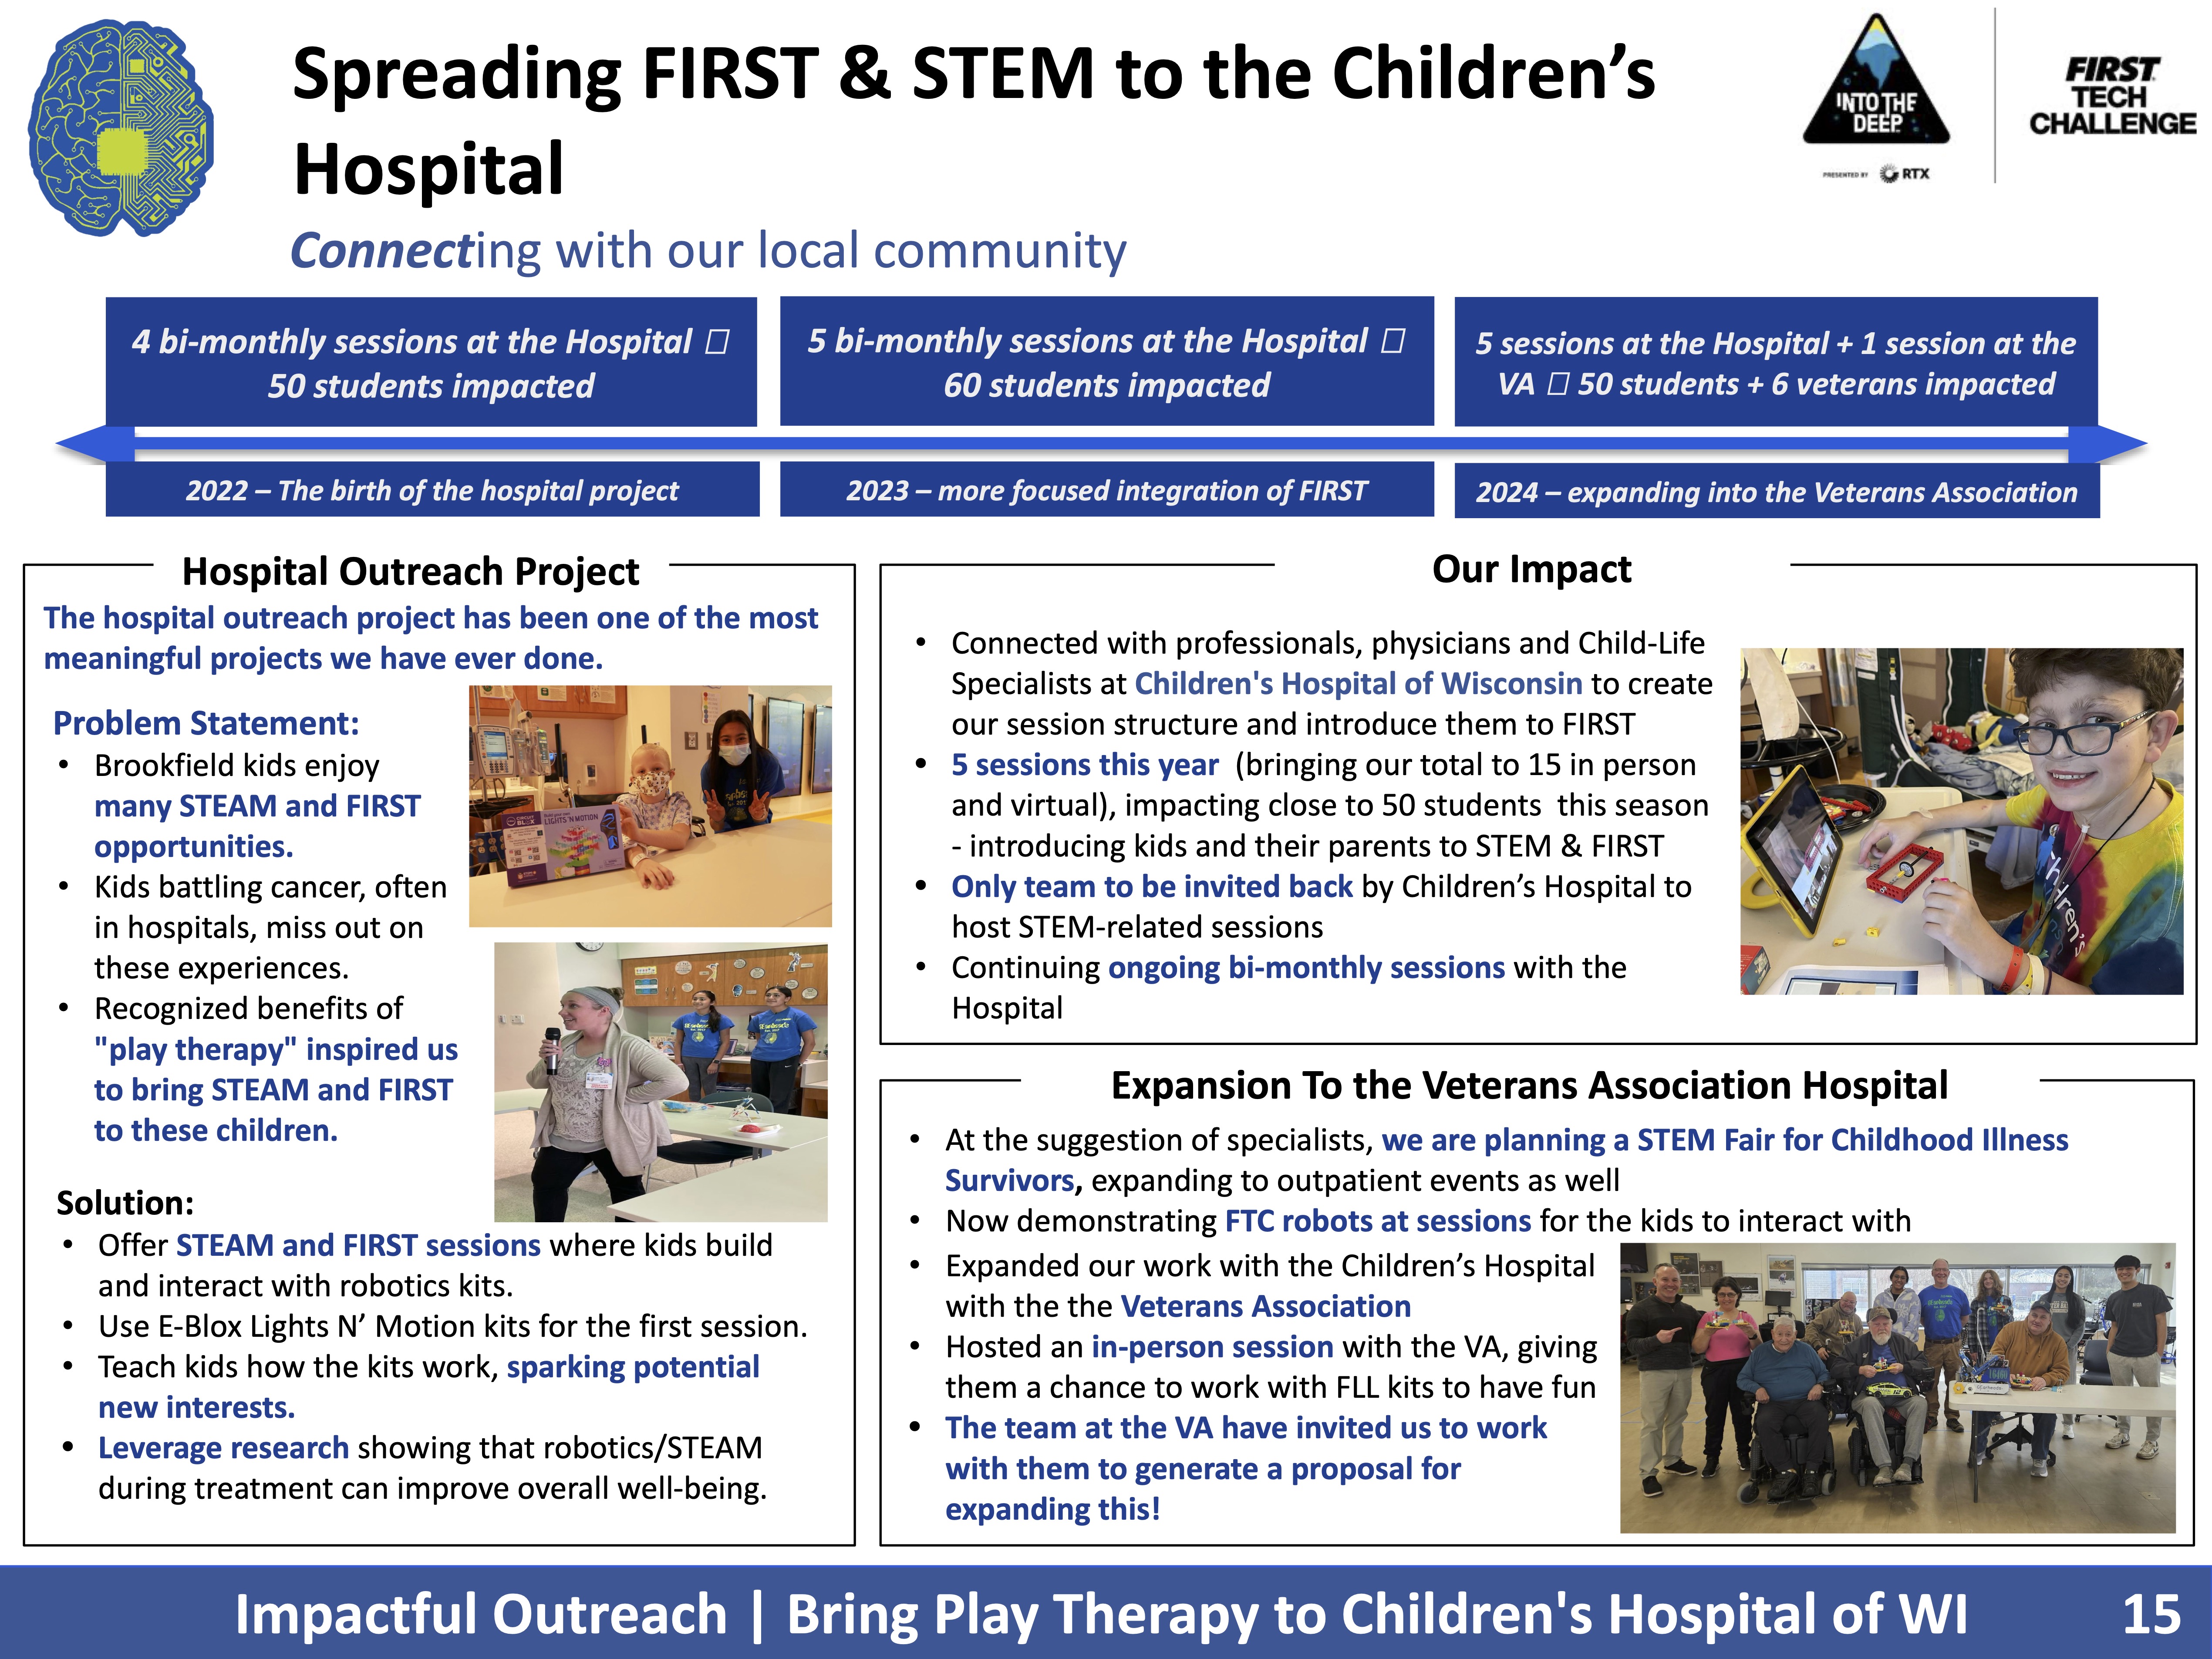 Spreading FIRST & STEM to the Children’s
Hospital
Connecting with our local community
INTO THE
DEEP
PRESENTED BY RTX
FIRST
TECH
CHALLENGE
4 bi-monthly sessions at the Hospital
50 students impacted
5 bi-monthly sessions at the Hospital
60 students impacted
5 sessions at the Hospital + 1 session at the
VA 50 students + 6 veterans impacted
2022 – The birth of the hospital project
2023 – more focused integration of FIRST
2024 – expanding into the Veterans Association
Hospital Outreach Project
The hospital outreach project has been one of the most
meaningful projects we have ever done.
Problem Statement:
• Brookfield kids enjoy
many STEAM and FIRST
opportunities.
• Kids battling cancer, often
in hospitals, miss out on
these experiences.
• Recognized benefits of
"play therapy" inspired us
to bring STEAM and FIRST
to these children.
LIGHTS 'N MOTION
Solution:
• Offer STEAM and FIRST sessions where kids build
and interact with robotics kits.
• Use E-Blox Lights N’ Motion kits for the first session.
• Teach kids how the kits work, sparking potential
new interests.
• Leverage research showing that robotics/STEAM
during treatment can improve overall well-being.
Our Impact
• Connected with professionals, physicians and Child-Life
Specialists at Children's Hospital of Wisconsin to create
our session structure and introduce them to FIRST
• 5 sessions this year (bringing our total to 15 in person
and virtual), impacting close to 50 students this season
- introducing kids and their parents to STEM & FIRST
• Only team to be invited back by Children’s Hospital to
host STEM-related sessions
• Continuing ongoing bi-monthly sessions with the
Hospital
Expansion To the Veterans Association Hospital
• At the suggestion of specialists, we are planning a STEM Fair for Childhood Illness
Survivors, expanding to outpatient events as well
• Now demonstrating FTC robots at sessions for the kids to interact with
• Expanded our work with the Children’s Hospital
with the the Veterans Association
• Hosted an in-person session with the VA, giving
them a chance to work with FLL kits to have fun
• The team at the VA have invited us to work
with them to generate a proposal for
expanding this!
Impactful Outreach | Bring Play Therapy to Children's Hospital of WI
15